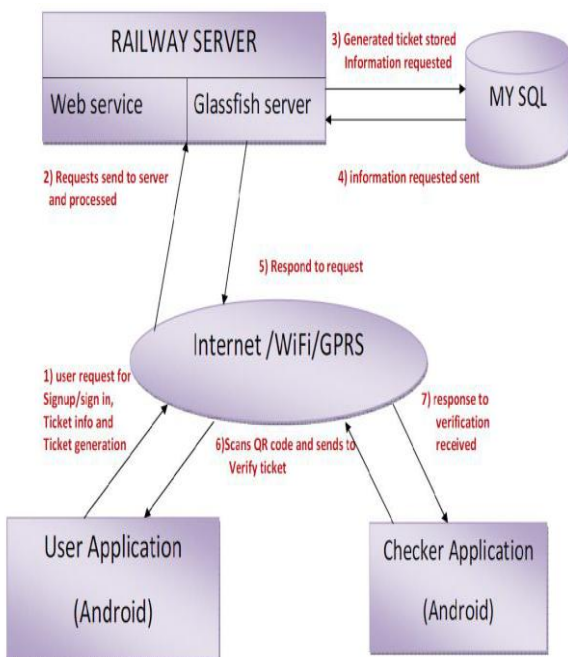 RAILWAY SERVER
Web service
Glassfish server
3) Generated ticket stored
Information requested
MY SQL
2) Requests send to server
and processed
4) information requested sent
5) Respond to request
Internet /WiFi/GPRS
1) user request for
Signup/sign in,
Ticket info and
Ticket generation
6)Scans QR code and sends to
Verify ticket
7) response to
verification
received
User Application
(Android)
Checker Application
(Android)